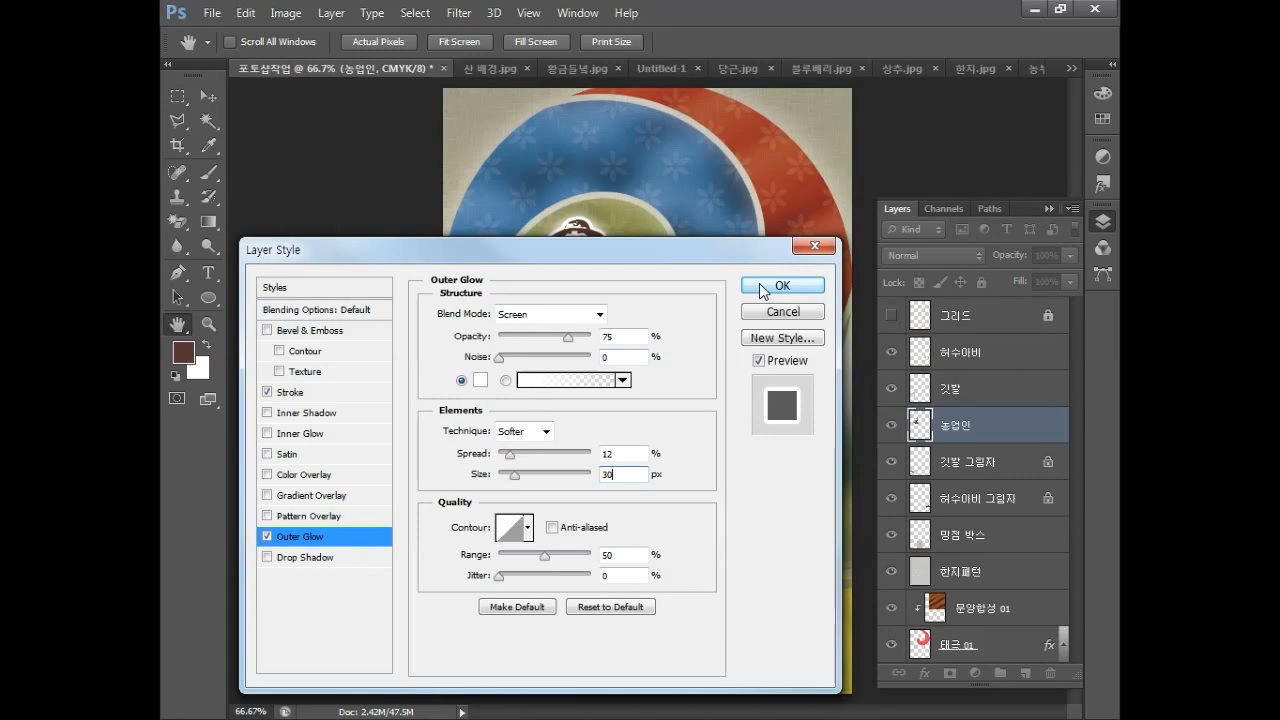 Ps File Edit Image Layer Type Select Filter 3D View Window Help
Scroll All Windows Actual Pixels Fit Screen Fill Screen Print Size
포토샵작업 @ 66.7% (농업인, CMYK/8) * × 산 배경.jpg × 황금들녘.jpg × Untitled-1 × 당근.jpg × 블루베리.jpg × 상추.jpg × 한지.jpg ×
Layers Channels Paths
Kind
Normal Opacity: 100%
Lock: Fill: 100%
그리드
허수아비
깃발
농업인
깃발 그림자
허수아비 그림자
망점 박스
한지패턴
문양합성 01
태극 01 fx
Layer Style
Styles
Blending Options: Default
Bevel & Emboss
Contour
Texture
Stroke
Inner Shadow
Inner Glow
Satin
Color Overlay
Gradient Overlay
Pattern Overlay
Outer Glow
Drop Shadow
Outer Glow
Structure
Blend Mode: Screen
Opacity: 75 %
Noise: 0 %
Elements
Technique: Softer
Spread: 12 %
Size: 30 px
Quality
Contour: Anti-aliased
Range: 50 %
Jitter: 0 %
Make Default Reset to Default
OK
Cancel
New Style...
Preview
66.67% Doc: 2.42M/47.5M